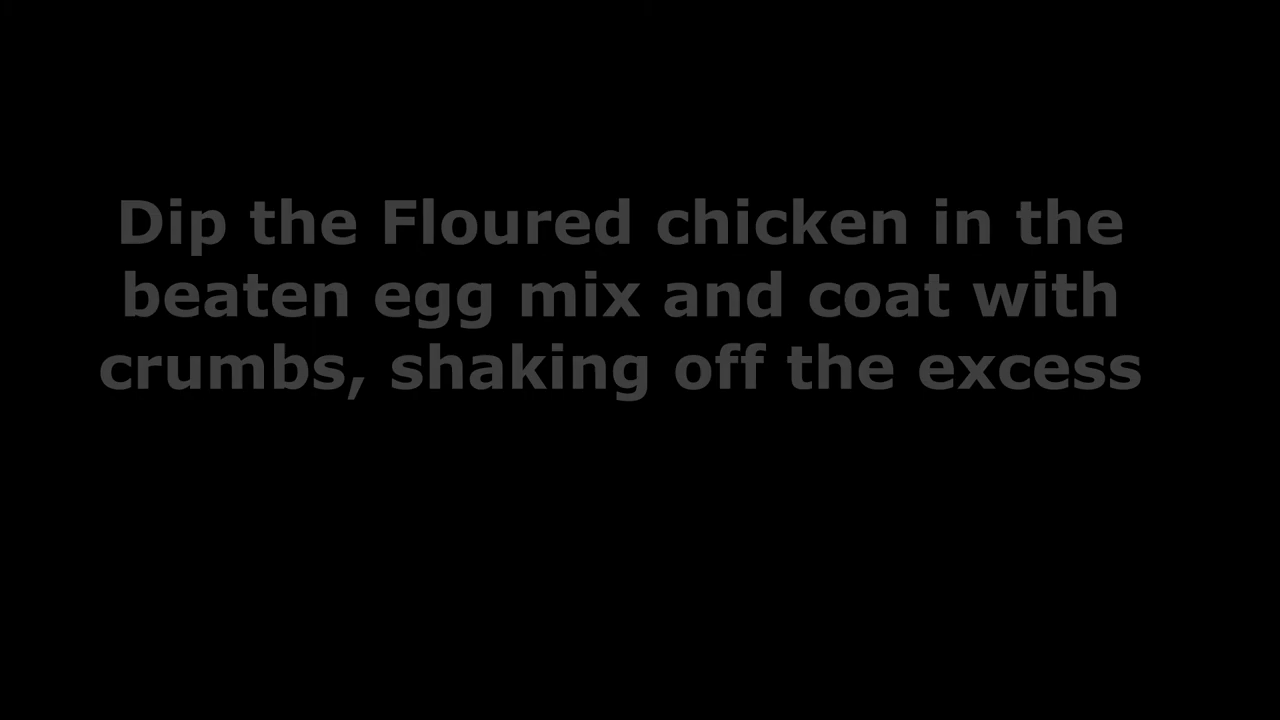 Dip the Floured chicken in the
beaten egg mix and coat with
crumbs, shaking off the excess